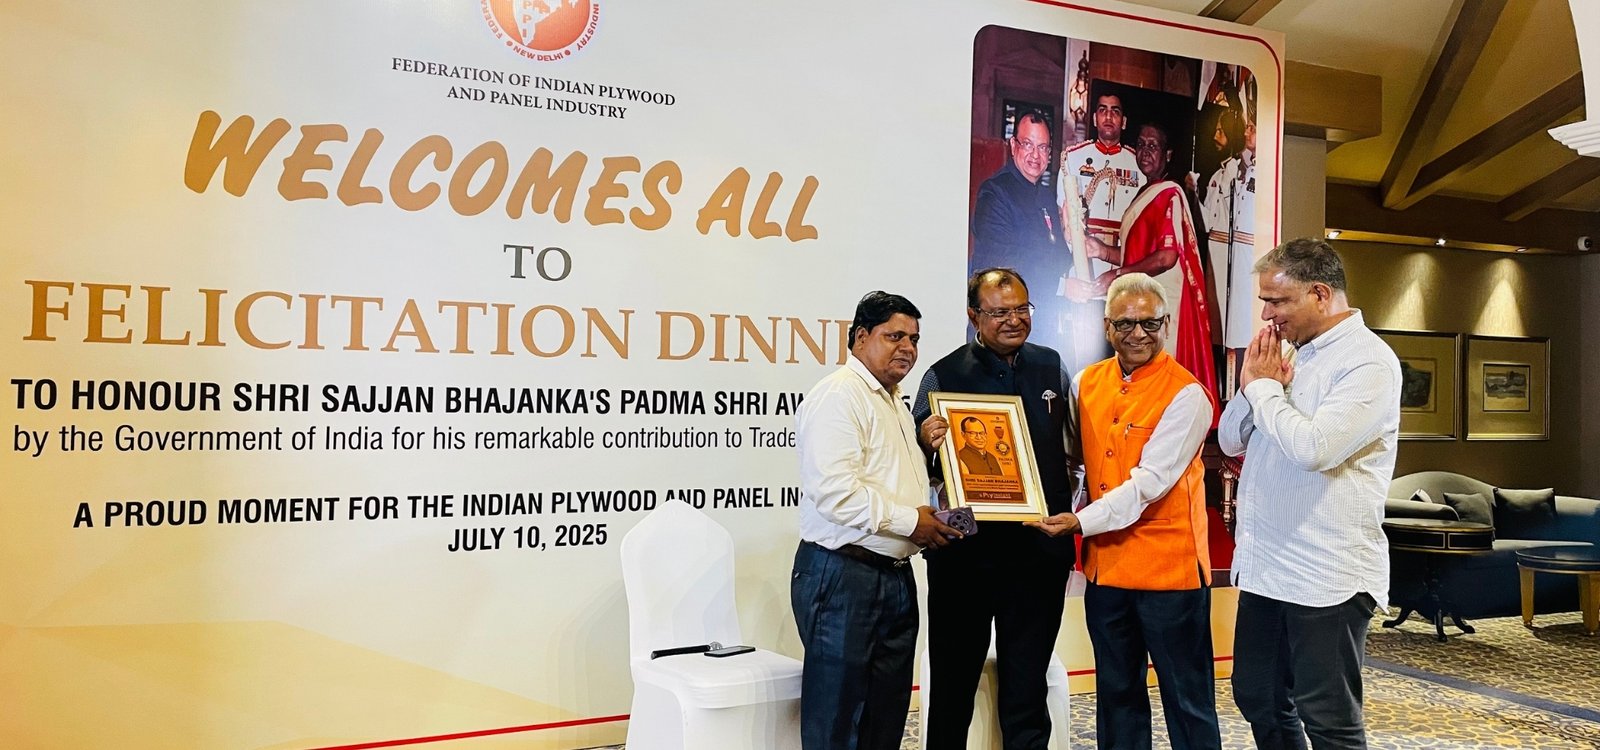 NEW DELHI
FEDERATION OF INDIAN PLYWOOD
AND PANEL INDUSTRY
WELCOMES ALL
TO
FELICITATION DINNE
TO HONOUR SHRI SAJJAN BHAJANKA'S PADMA SHRI AW
by the Government of India for his remarkable contribution to Trade
A PROUD MOMENT FOR THE INDIAN PLYWOOD AND PANEL IN
JULY 10, 2025
SHRI SAJJAN BHAJANKA